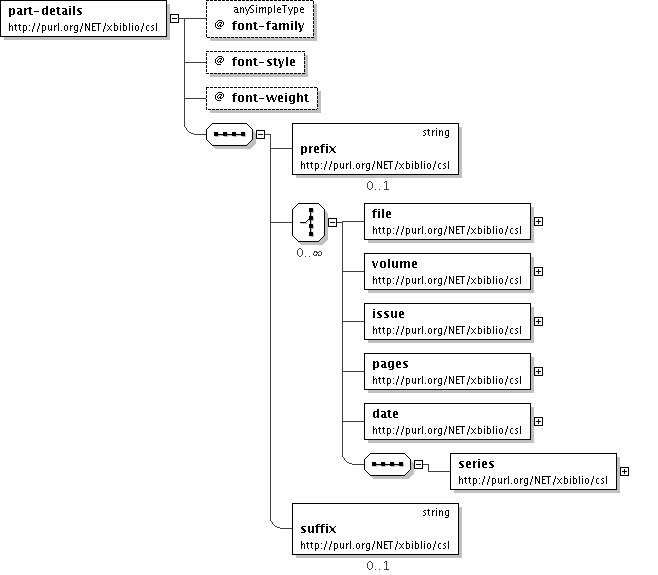 part-details
http://purl.org/NET/xbiblio/csl
anySimpleType
@ font-family
@ font-style
@ font-weight
string
prefix
http://purl.org/NET/xbiblio/csl
0..1
0..∞
file
http://purl.org/NET/xbiblio/csl
volume
http://purl.org/NET/xbiblio/csl
issue
http://purl.org/NET/xbiblio/csl
pages
http://purl.org/NET/xbiblio/csl
date
http://purl.org/NET/xbiblio/csl
series
http://purl.org/NET/xbiblio/csl
string
suffix
http://purl.org/NET/xbiblio/csl
0..1